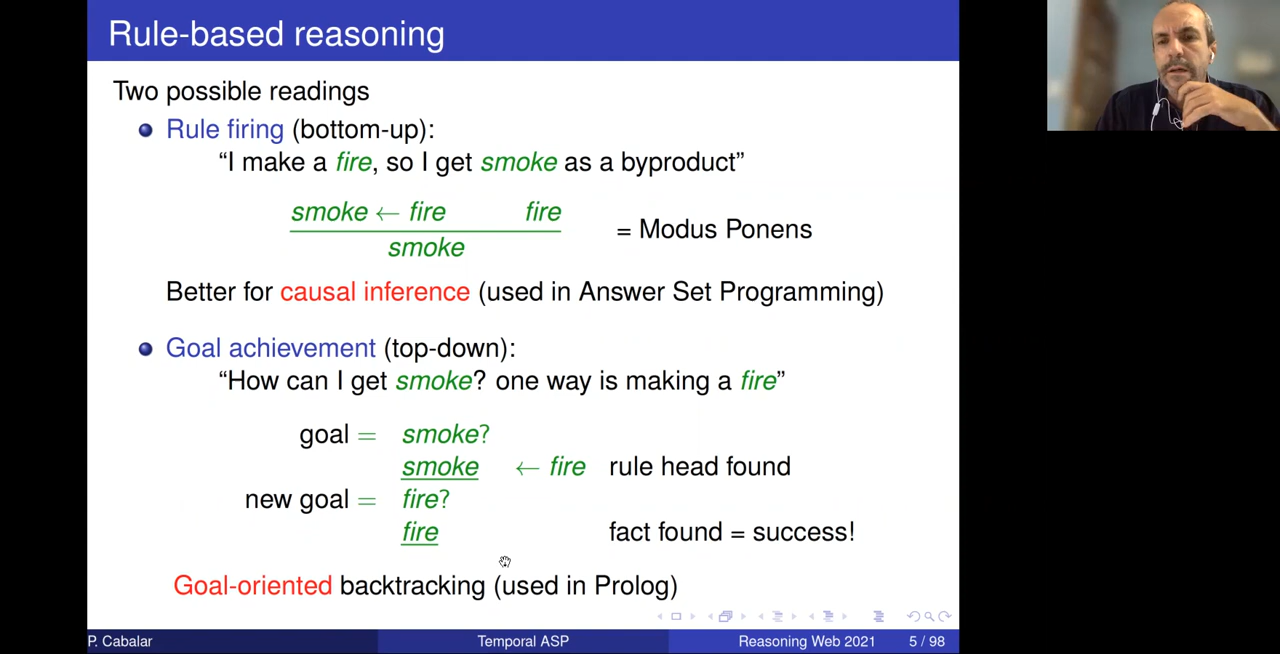 Rule-based reasoning
Two possible readings
Rule firing (bottom-up):
“I make a fire, so I get smoke as a byproduct”
smoke ← fire fire
smoke
= Modus Ponens
Better for causal inference (used in Answer Set Programming)
Goal achievement (top-down):
“How can I get smoke? one way is making a fire”
goal = smoke?
smoke ← fire rule head found
new goal = fire?
fire fact found = success!
Goal-oriented backtracking (used in Prolog)
P. Cabalar Temporal ASP Reasoning Web 2021 5 / 98